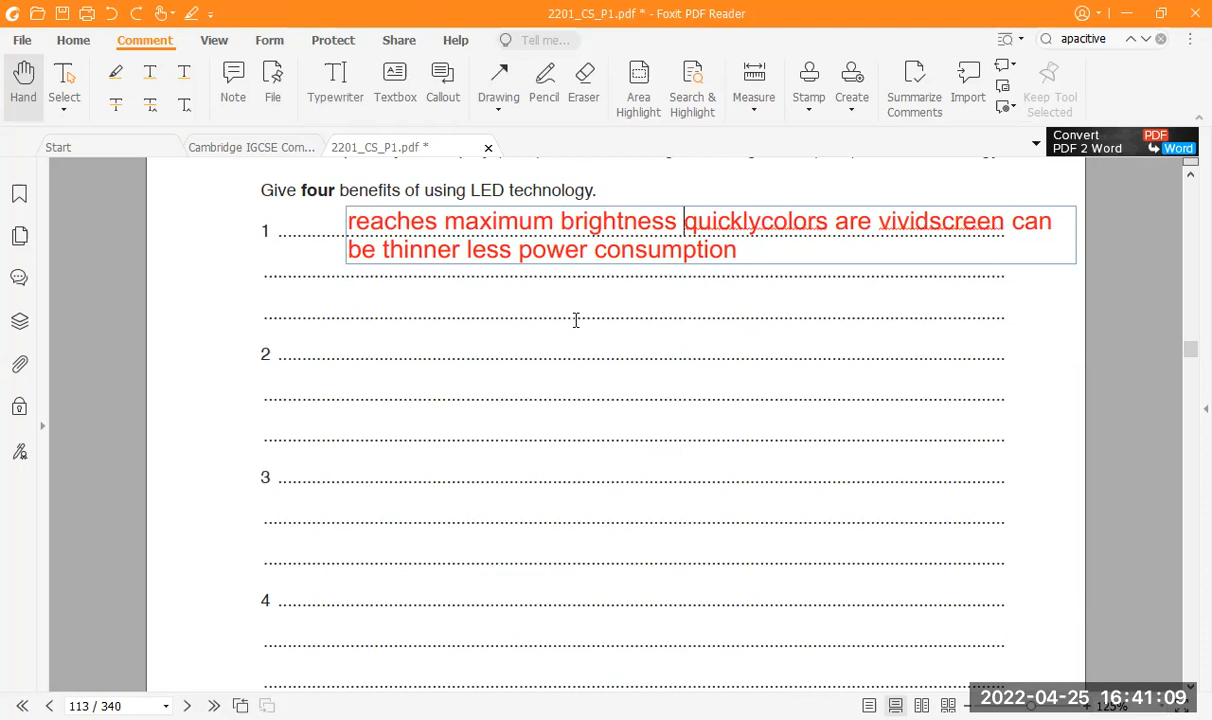 2201_CS_P1.pdf * - Foxit PDF Reader
File Home Comment View Form Protect Share Help Tell me... apacitive
Hand Select Note File Typewriter Textbox Callout Drawing Pencil Eraser Area Highlight Search & Highlight Measure Stamp Create Summarize Comments Import Keep Tool Selected
Start Cambridge IGCSE Com... 2201_CS_P1.pdf * Convert PDF 2 Word PDF Word
Give four benefits of using LED technology.
1 reaches maximum brightness quicklycolors are vividscreen can
be thinner less power consumption
2
3
4
113 / 340 2022-04-25 16:41:09